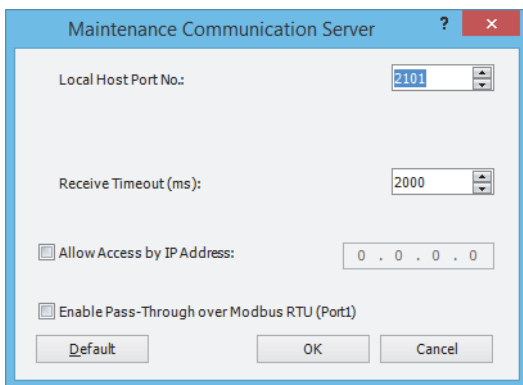 Maintenance Communication Server ? ×
Local Host Port No.: 2101
Receive Timeout (ms): 2000
Allow Access by IP Address: 0 . 0 . 0 . 0
Enable Pass-Through over Modbus RTU (Port1)
Default OK Cancel